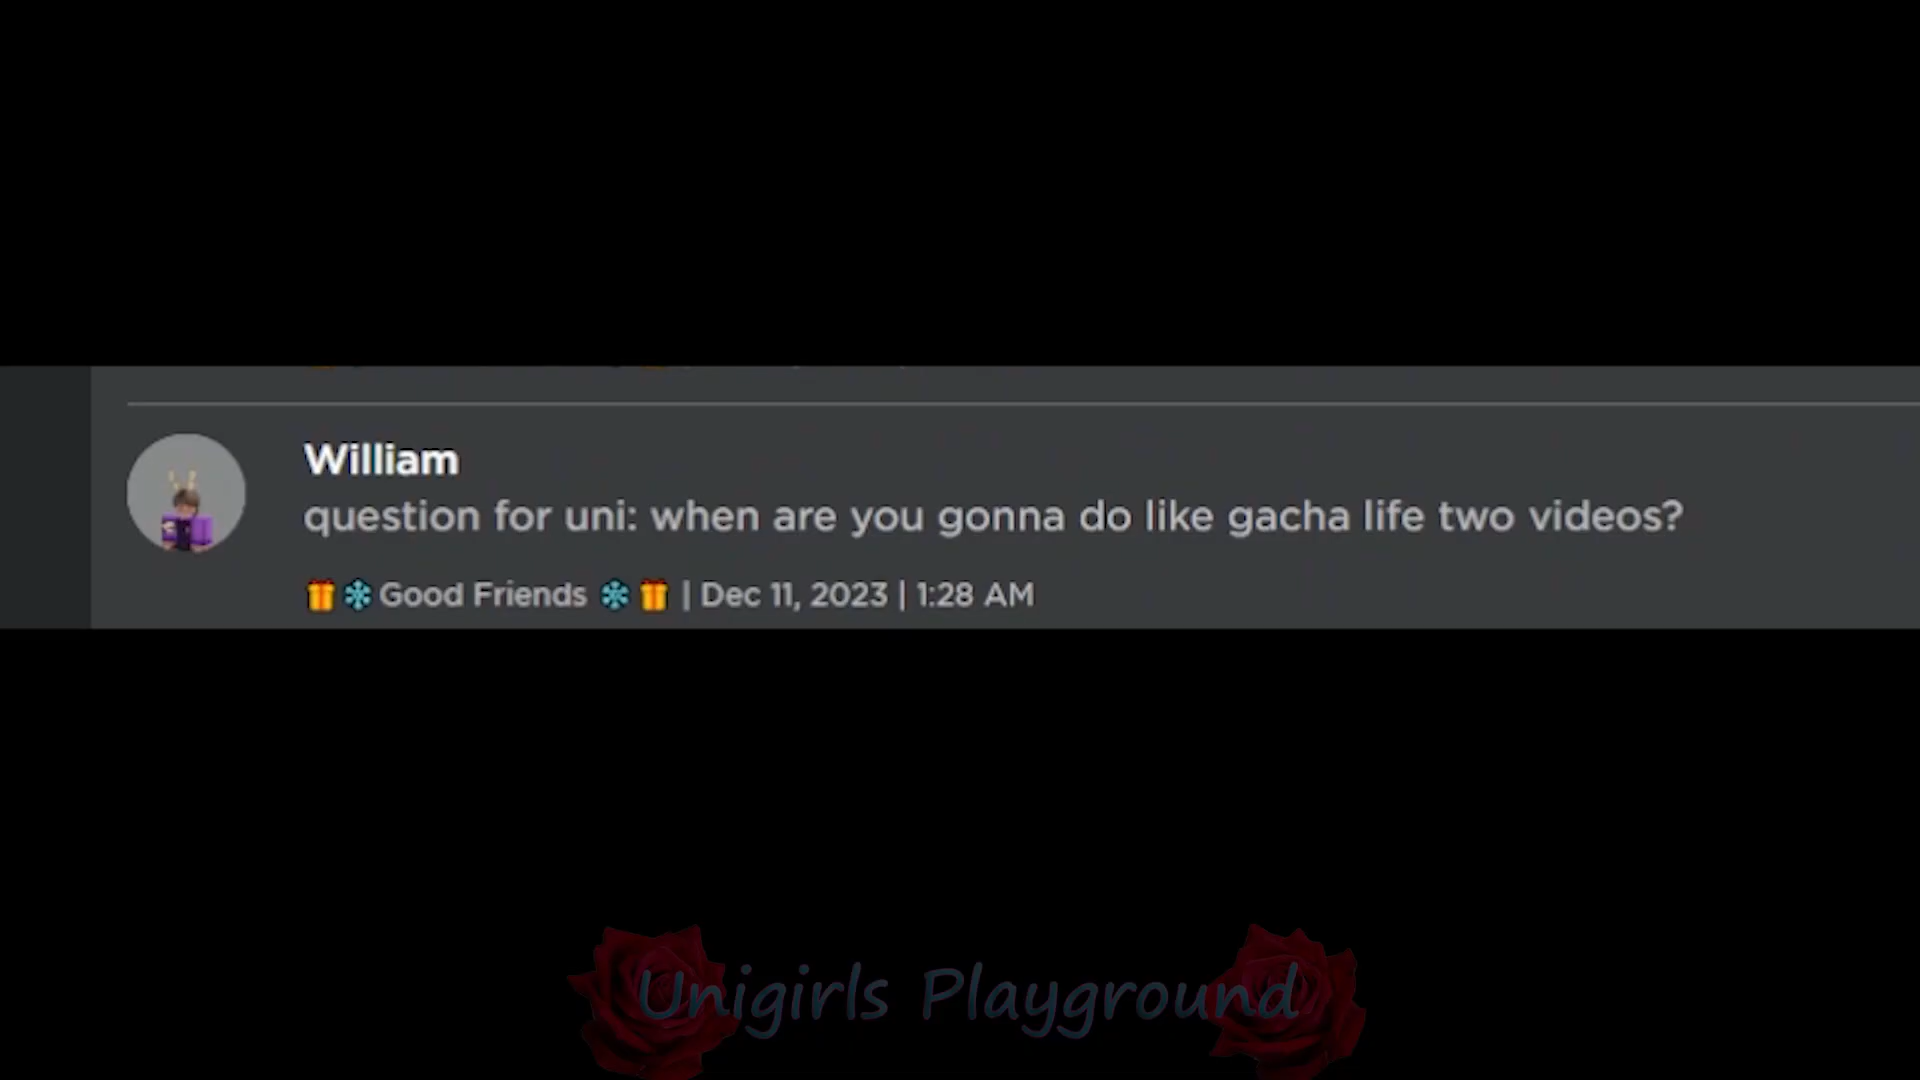 William
question for uni: when are you gonna do like gacha life two videos?
🎁❄️Good Friends ❄️🎁 | Dec 11, 2023 | 1:28 AM
Unigirls Playground